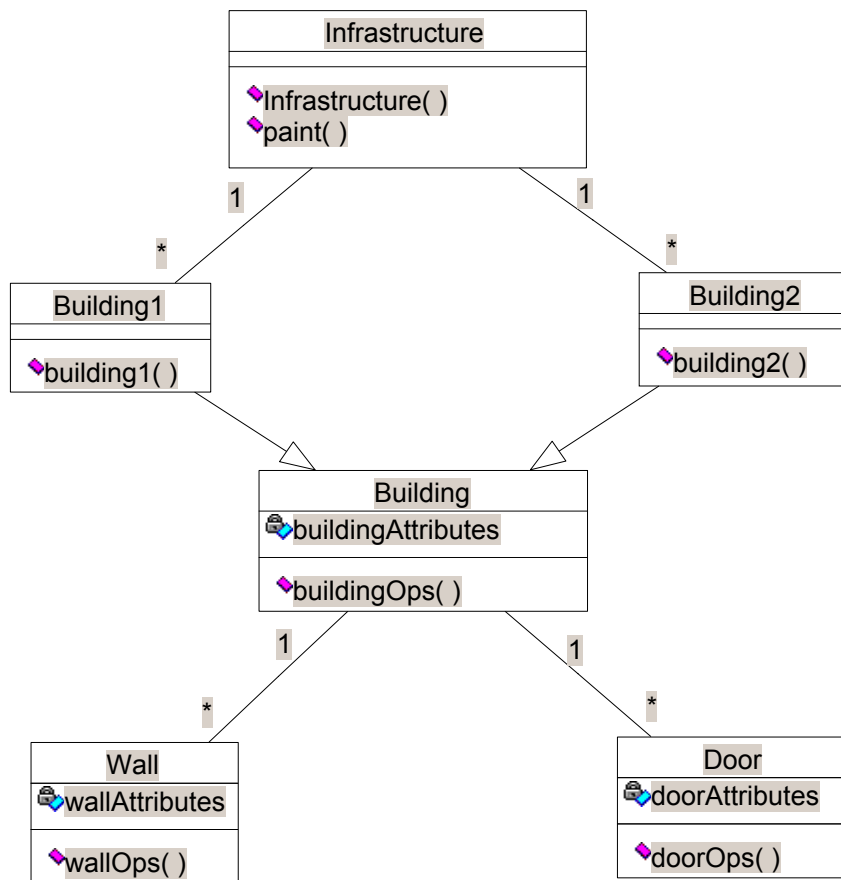 Infrastructure
Infrastructure( )
paint( )
1
1
*
*
Building1
building1( )
Building2
building2( )
Building
buildingAttributes
buildingOps( )
1
1
*
*
Wall
wallAttributes
wallOps( )
Door
doorAttributes
doorOps( )